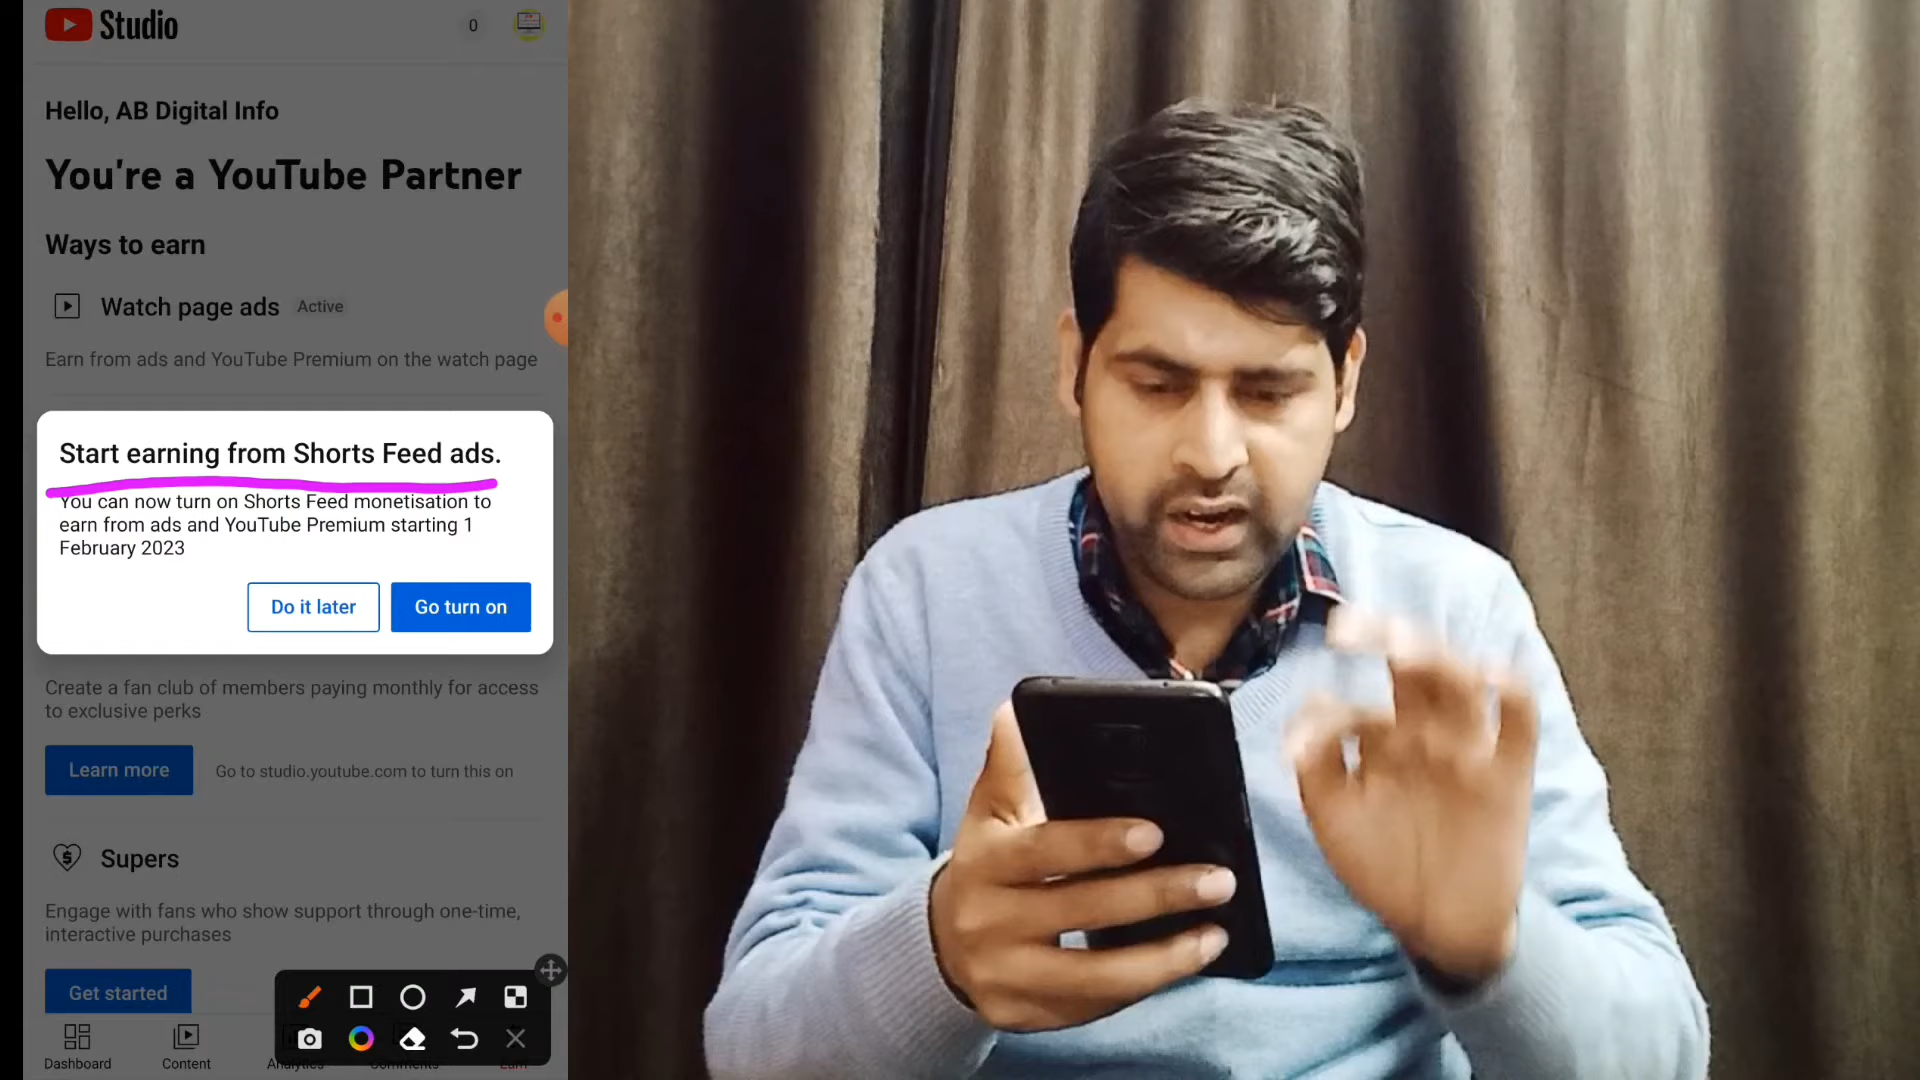 Studio
0
Hello, AB Digital Info
You're a YouTube Partner
Ways to earn
Watch page ads Active
Earn from ads and YouTube Premium on the watch page
Start earning from Shorts Feed ads.
You can now turn on Shorts Feed monetisation to
earn from ads and YouTube Premium starting 1
February 2023
Do it later Go turn on
Create a fan club of members paying monthly for access
to exclusive perks
Learn more Go to studio.youtube.com to turn this on
Supers
Engage with fans who show support through one-time,
interactive purchases
Get started
Dashboard Content Analytics Comments Earn